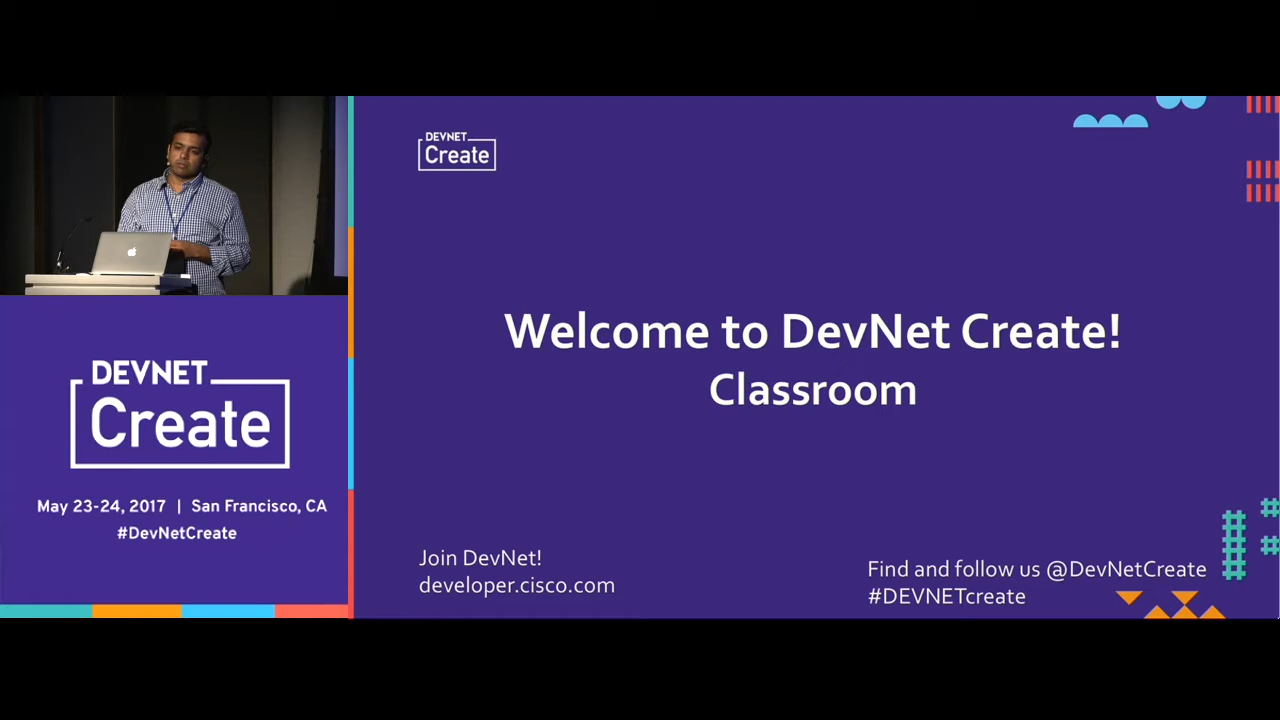 DEVNET
Create
May 23-24, 2017 | San Francisco, CA
#DevNetCreate
DEVNET
Create
Welcome to DevNet Create!
Classroom
Join DevNet!
developer.cisco.com
Find and follow us @DevNetCreate
#DEVNETcreate